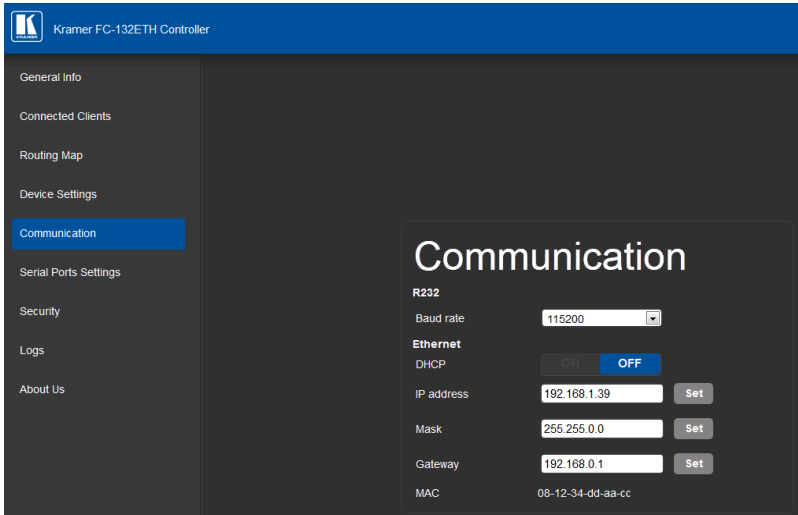 KRAMER
Kramer FC-132ETH Controller
General Info
Connected Clients
Routing Map
Device Settings
Communication
Serial Ports Settings
Security
Logs
About Us
Communication
R232
Baud rate 115200
Ethernet
DHCP ON OFF
IP address 192.168.1.39 Set
Mask 255.255.0.0 Set
Gateway 192.168.0.1 Set
MAC 08-12-34-dd-aa-cc